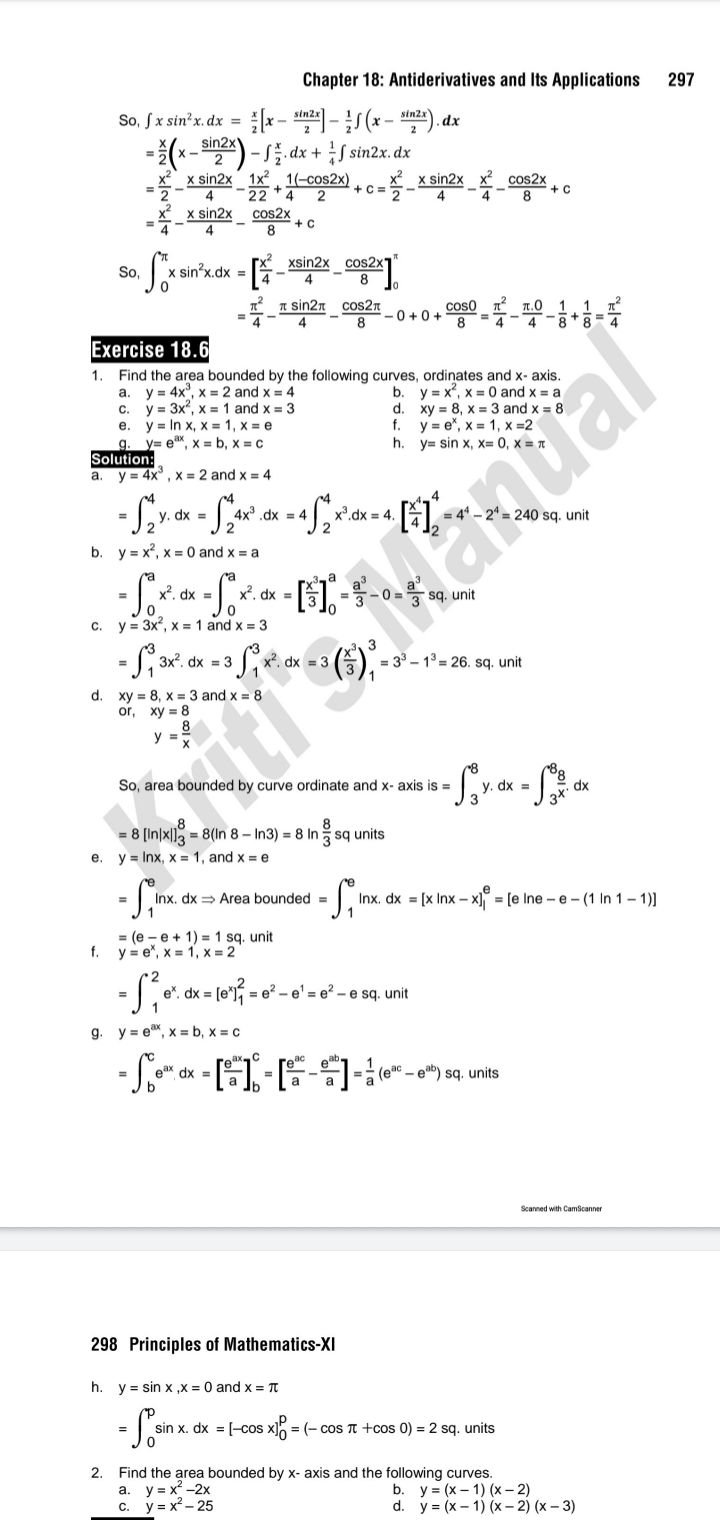 Chapter 18: Antiderivatives and Its Applications 297
So, ∫ x sin²x. dx = x/2 [x − sin2x/2] − 1/2 ∫ (x − sin2x/2) . dx
= x/2 (x − sin2x/2) − ∫ x/2 . dx + 1/4 ∫ sin2x. dx
= x²/2 − x sin2x/4 − 1x²/22 + 1(−cos2x)/4 2 + c = x²/2 − x sin2x/4 − x²/4 − cos2x/8 + c
= x²/4 − x sin2x/4 − cos2x/8 + c
So, ∫₀^π x sin²x.dx = [x²/4 − xsin2x/4 − cos2x/8]₀^π
= π²/4 − π sin2π/4 − cos2π/8 − 0 + 0 + cos0/8 = π²/4 − π.0/4 − 1/8 + 1/8 = π²/4
Exercise 18.6
1. Find the area bounded by the following curves, ordinates and x- axis.
a. y = 4x³, x = 2 and x = 4 b. y = x², x = 0 and x = a
c. y = 3x², x = 1 and x = 3 d. xy = 8, x = 3 and x = 8
e. y = ln x, x = 1, x = e f. y = eˣ, x = 1, x =2
g. y= eᵃˣ, x = b, x = c h. y= sin x, x= 0, x = π
Solution:
a. y = 4x³ , x = 2 and x = 4
= ∫₂⁴ y. dx = ∫₂⁴ 4x³ .dx = 4 ∫₂⁴ x³.dx = 4. [x⁴/4]₂⁴ = 4⁴ – 2⁴ = 240 sq. unit
b. y = x², x = 0 and x = a
= ∫₀ᵃ x². dx = ∫₀ᵃ x². dx = [x³/3]₀ᵃ = a³/3 – 0 = a³/3 sq. unit
c. y = 3x², x = 1 and x = 3
= ∫₁³ 3x². dx = 3 ∫₁³ x². dx = 3 (x³/3)₁³ = 3³ – 1³ = 26. sq. unit
d. xy = 8, x = 3 and x = 8
or, xy = 8
y = 8/x
So, area bounded by curve ordinate and x- axis is = ∫₃⁸ y. dx = ∫₃⁸ 8/x. dx
= 8 [ln|x|]₃⁸ = 8(ln 8 – ln3) = 8 ln 8/3 sq units
e. y = lnx, x = 1, and x = e
= ∫₁ᵉ lnx. dx ⇒ Area bounded = ∫₁ᵉ lnx. dx = [x lnx – x]₁ᵉ = [e lne – e – (1 ln 1 – 1)]
= (e – e + 1) = 1 sq. unit
f. y = eˣ, x = 1, x = 2
= ∫₁² eˣ. dx = [eˣ]₁² = e² – e¹ = e² – e sq. unit
g. y = eᵃˣ, x = b, x = c
= ∫_b^c eᵃˣ dx = [eᵃˣ/a]_b^c = [e^ac/a – e^ab/a] = 1/a (e^ac – e^ab) sq. units
Kriti's Manual
Scanned with CamScanner
298 Principles of Mathematics-XI
h. y = sin x ,x = 0 and x = π
= ∫₀^p sin x. dx = [–cos x]₀^p = (– cos π +cos 0) = 2 sq. units
2. Find the area bounded by x- axis and the following curves.
a. y = x² –2x b. y = (x – 1) (x – 2)
c. y = x² – 25 d. y = (x – 1) (x – 2) (x – 3)